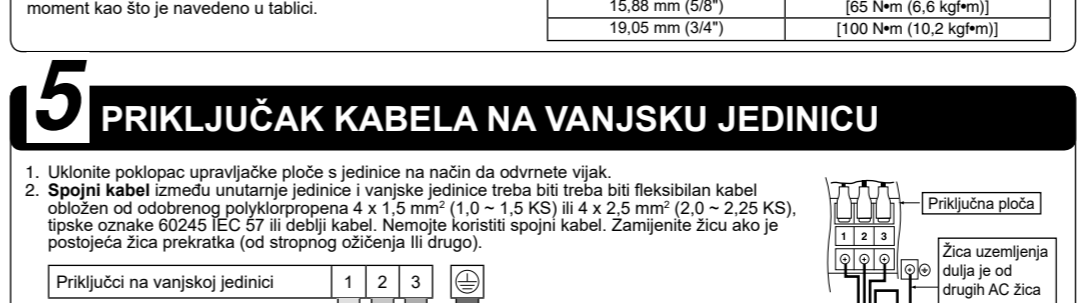 moment kao što je navedeno u tablici.
15,88 mm (5/8") [65 N•m (6,6 kgf•m)]
19,05 mm (3/4") [100 N•m (10,2 kgf•m)]
5 PRIKLJUČAK KABELA NA VANJSKU JEDINICU
1. Uklonite poklopac upravljačke ploče s jedinice na način da odvrnete vijak.
2. Spojni kabel između unutarnje jedinice i vanjske jedinice treba biti treba biti fleksibilan kabel
obložen od odobrenog polyklorpropena 4 x 1,5 mm² (1,0 ~ 1,5 KS) ili 4 x 2,5 mm² (2,0 ~ 2,25 KS),
tipske oznake 60245 IEC 57 ili deblji kabel. Nemojte koristiti spojni kabel. Zamijenite žicu ako je
postojeća žica prekratka (od stropnog ožičenja Ili drugo).
Priključci na vanjskoj jedinici 1 2 3
Priključna ploča
1 2 3
Žica uzemljenja
dulja je od
drugih AC žica